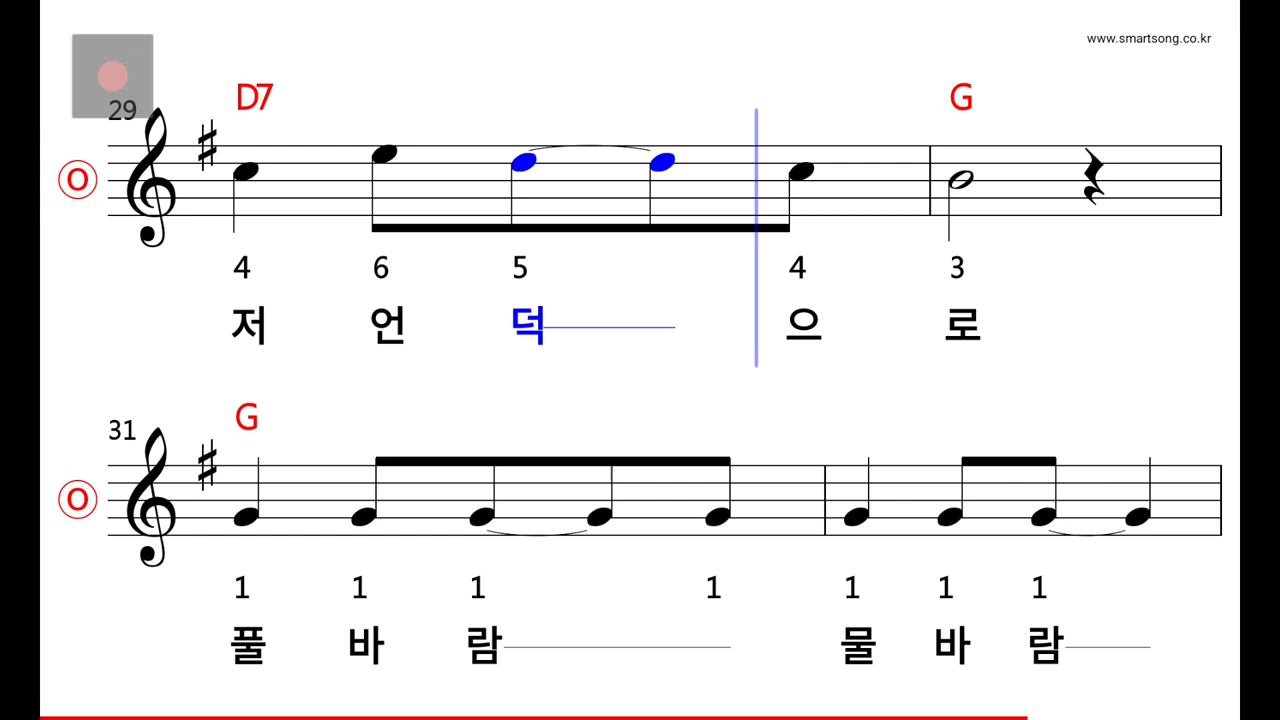 www.smartsong.co.kr
29 D7 G
O
4 6 5 4 3
저 언 덕 으 로
31 G
O
1 1 1 1 1 1 1
풀 바 람 물 바 람